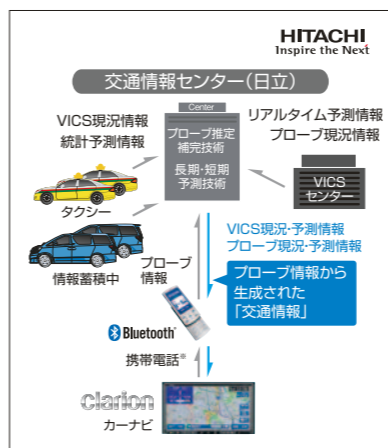 HITACHI
Inspire the Next
交通情報センター(日立)
Center
VICS現況情報
統計予測情報
リアルタイム予測情報
プローブ現況情報
プローブ推定
補完技術
長期・短期
予測技術
VICS
センター
タクシー
VICS現況・予測情報
プローブ現況・予測情報
情報蓄積中
プローブ
情報
プローブ情報から
生成された
「交通情報」
Bluetooth
携帯電話※
clarion
カーナビ